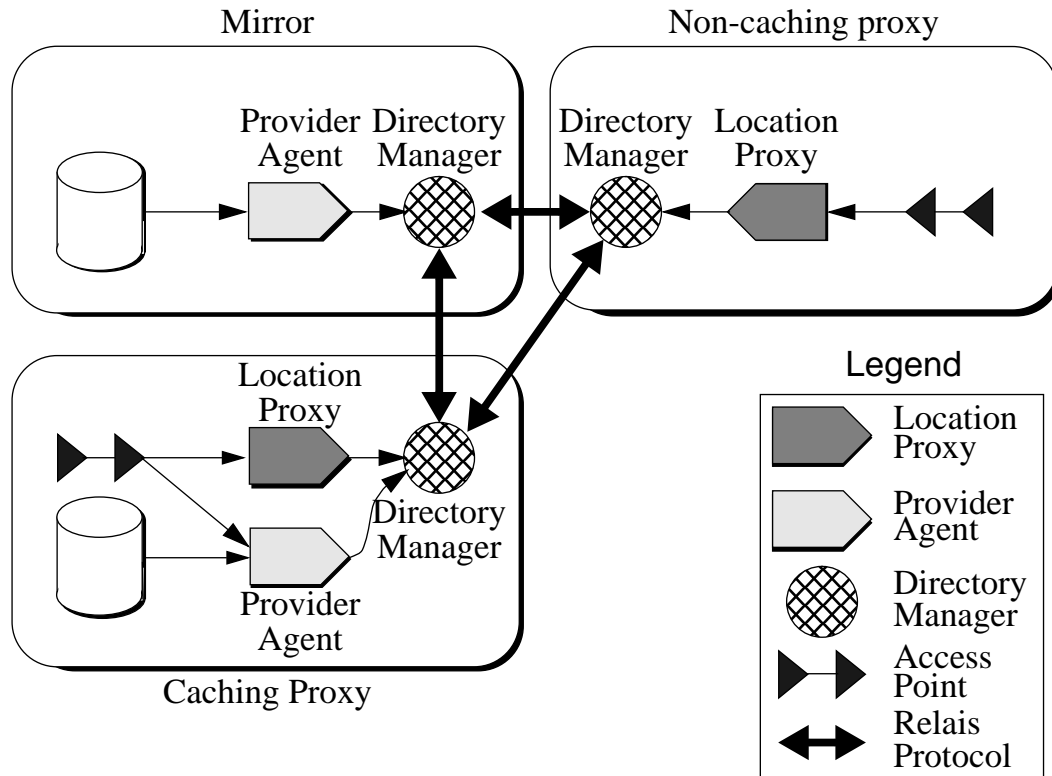 Mirror
Non-caching proxy
Provider
Agent
Directory
Manager
Directory
Manager
Location
Proxy
Location
Proxy
Directory
Manager
Provider
Agent
Caching Proxy
Legend
Location
Proxy
Provider
Agent
Directory
Manager
Access
Point
Relais
Protocol